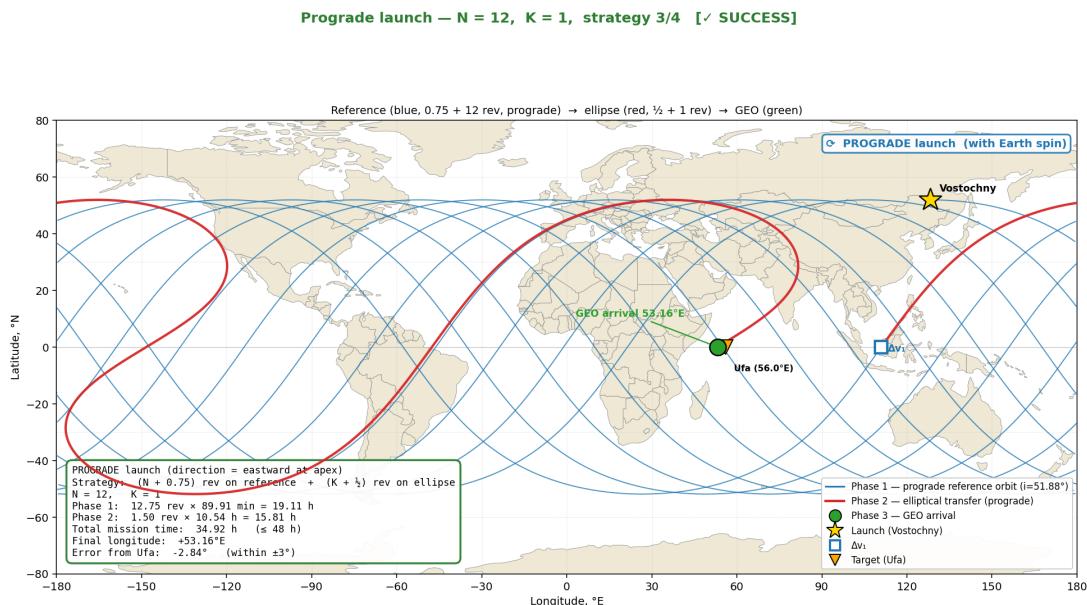 Prograde launch — N = 12, K = 1, strategy 3/4 [✓ SUCCESS]
Reference (blue, 0.75 + 12 rev, prograde) → ellipse (red, ½ + 1 rev) → GEO (green)
⟳ PROGRADE launch (with Earth spin)
Vostochny
GEO arrival 53.16°E
Δv₁
Ufa (56.0°E)
PROGRADE launch (direction = eastward at apex)
Strategy: (N + 0.75) rev on reference + (K + ½) rev on ellipse
N = 12, K = 1
Phase 1: 12.75 rev × 89.91 min = 19.11 h
Phase 2: 1.50 rev × 10.54 h = 15.81 h
Total mission time: 34.92 h (≤ 48 h)
Final longitude: +53.16°E
Error from Ufa: -2.84° (within ±3°)
Phase 1 — prograde reference orbit (i=51.88°)
Phase 2 — elliptical transfer (prograde)
Phase 3 — GEO arrival
Launch (Vostochny)
Δv₁
Target (Ufa)
Latitude, °N
80
60
40
20
0
−20
−40
−60
−80
−180 −150 −120 −90 −60 −30 0 30 60 90 120 150 180
Longitude, °E